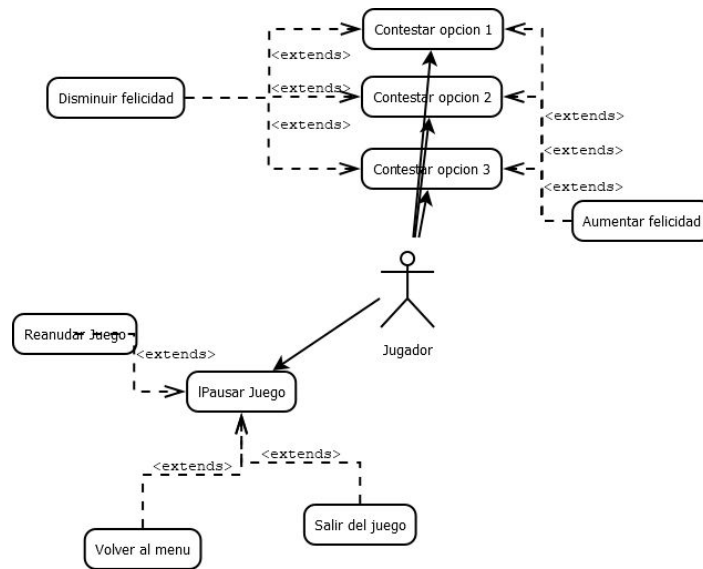 Contestar opcion 1
<extends>
Disminuir felicidad
<extends>
Contestar opcion 2
<extends>
<extends>
<extends>
Contestar opcion 3
<extends>
Aumentar felicidad
Jugador
Reanudar Juego
<extends>
lPausar Juego
<extends>
<extends>
Volver al menu
Salir del juego